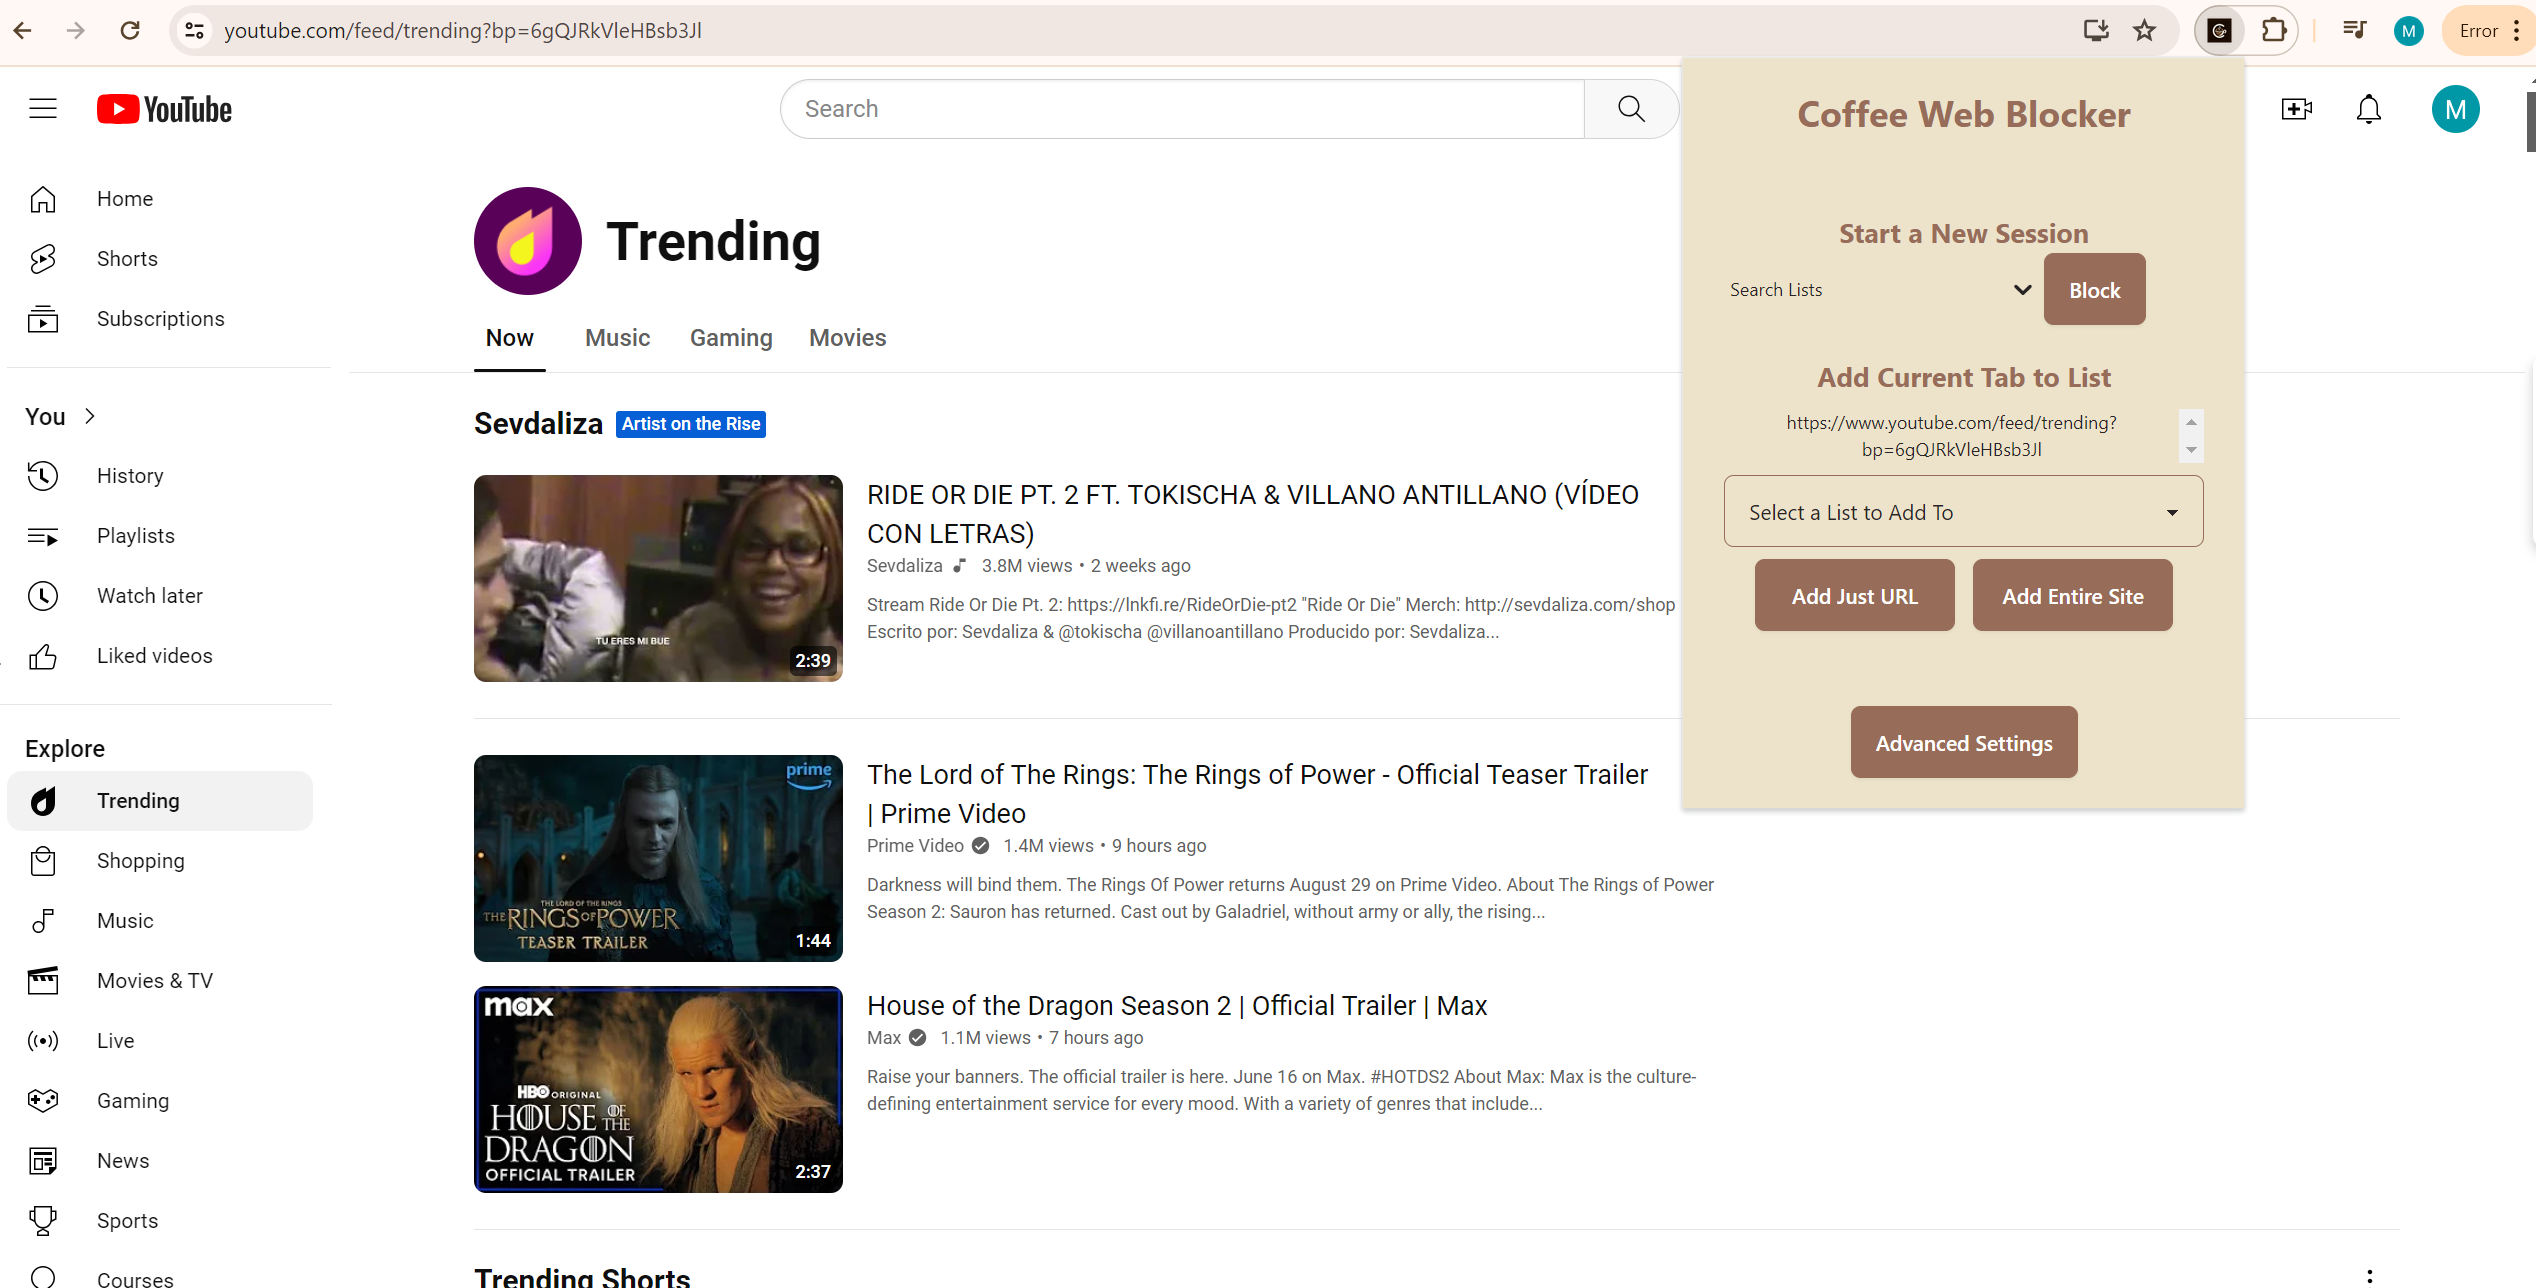 youtube.com/feed/trending?bp=6gQJRkVleHBsb3Jl
M
Error
YouTube
Search
M
Home
Shorts
Subscriptions
You
History
Playlists
Watch later
Liked videos
Explore
Trending
Shopping
Music
Movies & TV
Live
Gaming
News
Sports
Courses
Trending
Now Music Gaming Movies
Sevdaliza Artist on the Rise
TU ERES MI BUE
2:39
RIDE OR DIE PT. 2 FT. TOKISCHA & VILLANO ANTILLANO (VÍDEO
CON LETRAS)
Sevdaliza 3.8M views • 2 weeks ago
Stream Ride Or Die Pt. 2: https://lnkfi.re/RideOrDie-pt2 "Ride Or Die" Merch: http://sevdaliza.com/shop
Escrito por: Sevdaliza & @tokischa @villanoantillano Producido por: Sevdaliza...
prime
THE LORD OF THE RINGS
THE RINGS OF POWER
TEASER TRAILER
1:44
The Lord of The Rings: The Rings of Power - Official Teaser Trailer
| Prime Video
Prime Video 1.4M views • 9 hours ago
Darkness will bind them. The Rings Of Power returns August 29 on Prime Video. About The Rings of Power
Season 2: Sauron has returned. Cast out by Galadriel, without army or ally, the rising...
max
HBO ORIGINAL
HOUSE OF THE
DRAGON
OFFICIAL TRAILER
2:37
House of the Dragon Season 2 | Official Trailer | Max
Max 1.1M views • 7 hours ago
Raise your banners. The official trailer is here. June 16 on Max. #HOTDS2 About Max: Max is the culture-
defining entertainment service for every mood. With a variety of genres that include...
Trending Shorts
Coffee Web Blocker
Start a New Session
Search Lists
Block
Add Current Tab to List
https://www.youtube.com/feed/trending?
bp=6gQJRkVleHBsb3Jl
Select a List to Add To
Add Just URL
Add Entire Site
Advanced Settings